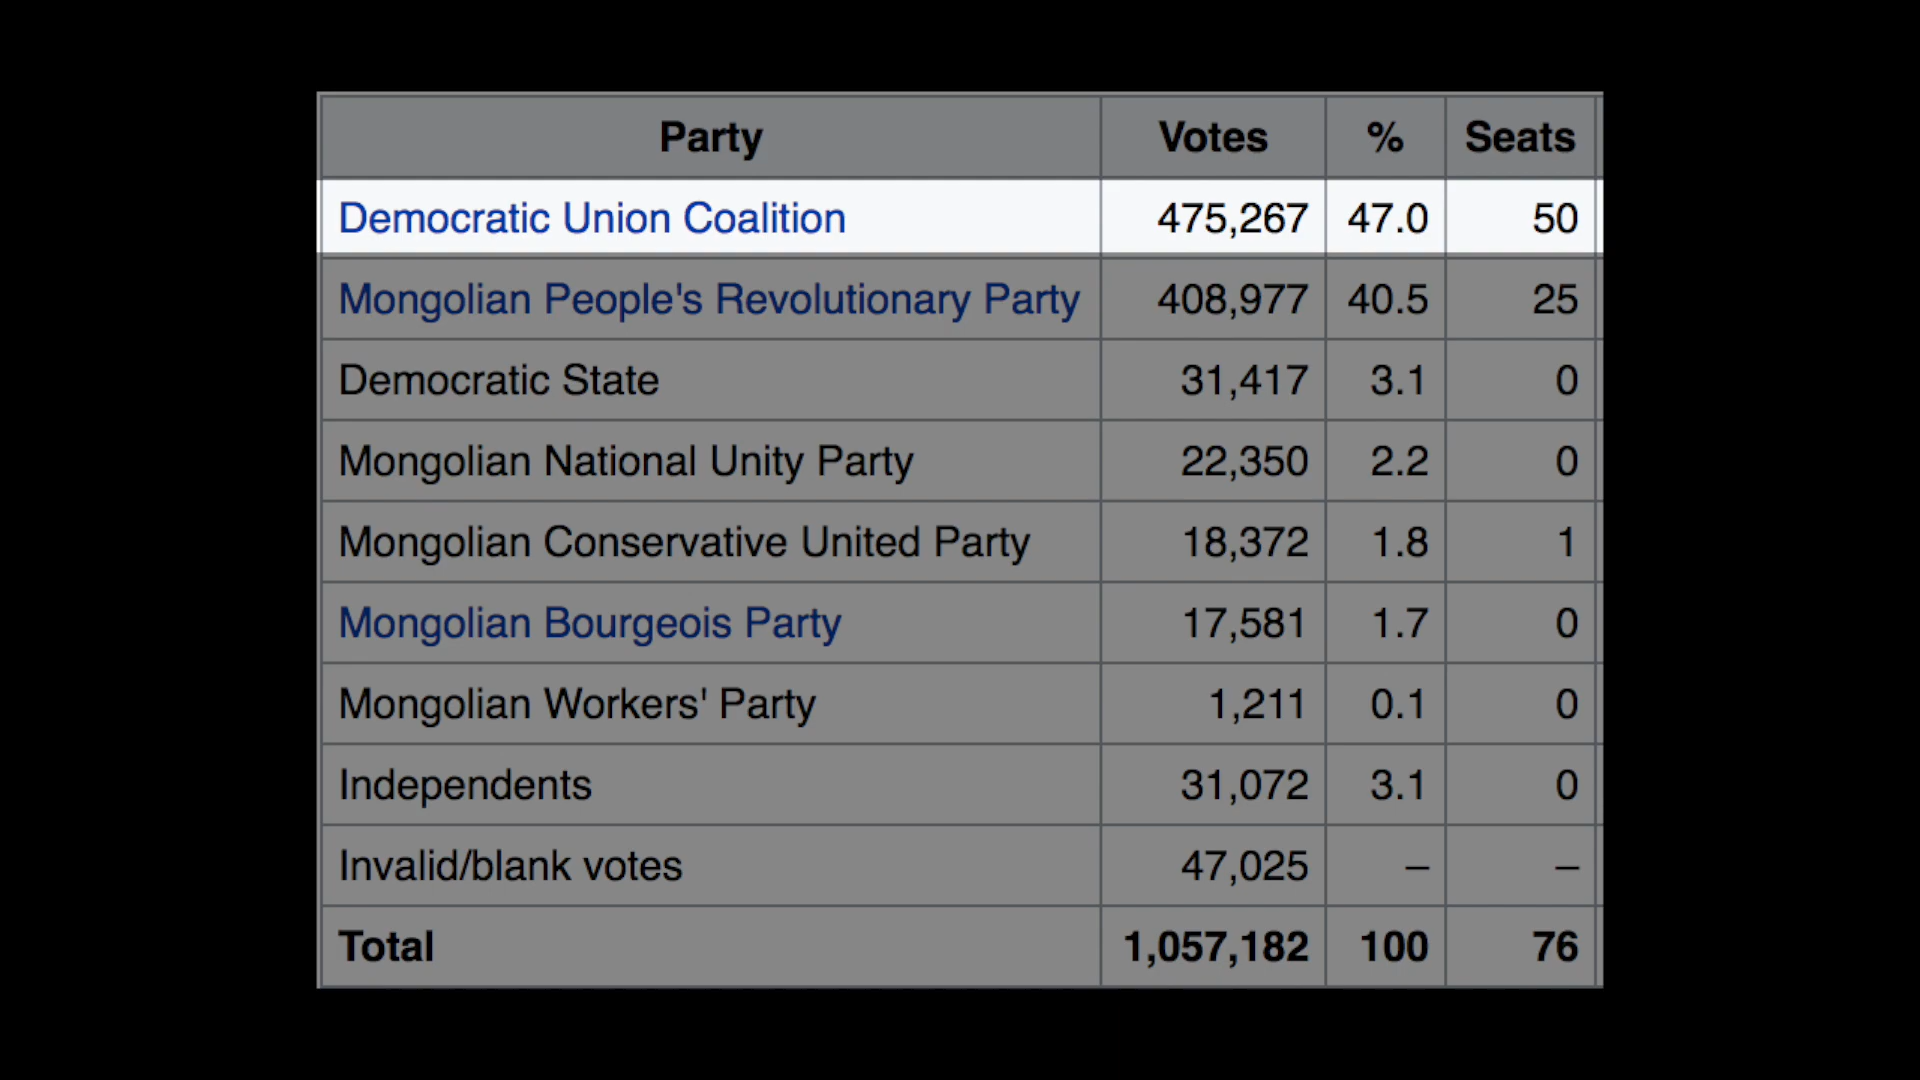 Party Votes % Seats
Democratic Union Coalition 475,267 47.0 50
Mongolian People's Revolutionary Party 408,977 40.5 25
Democratic State 31,417 3.1 0
Mongolian National Unity Party 22,350 2.2 0
Mongolian Conservative United Party 18,372 1.8 1
Mongolian Bourgeois Party 17,581 1.7 0
Mongolian Workers' Party 1,211 0.1 0
Independents 31,072 3.1 0
Invalid/blank votes 47,025 – –
Total 1,057,182 100 76